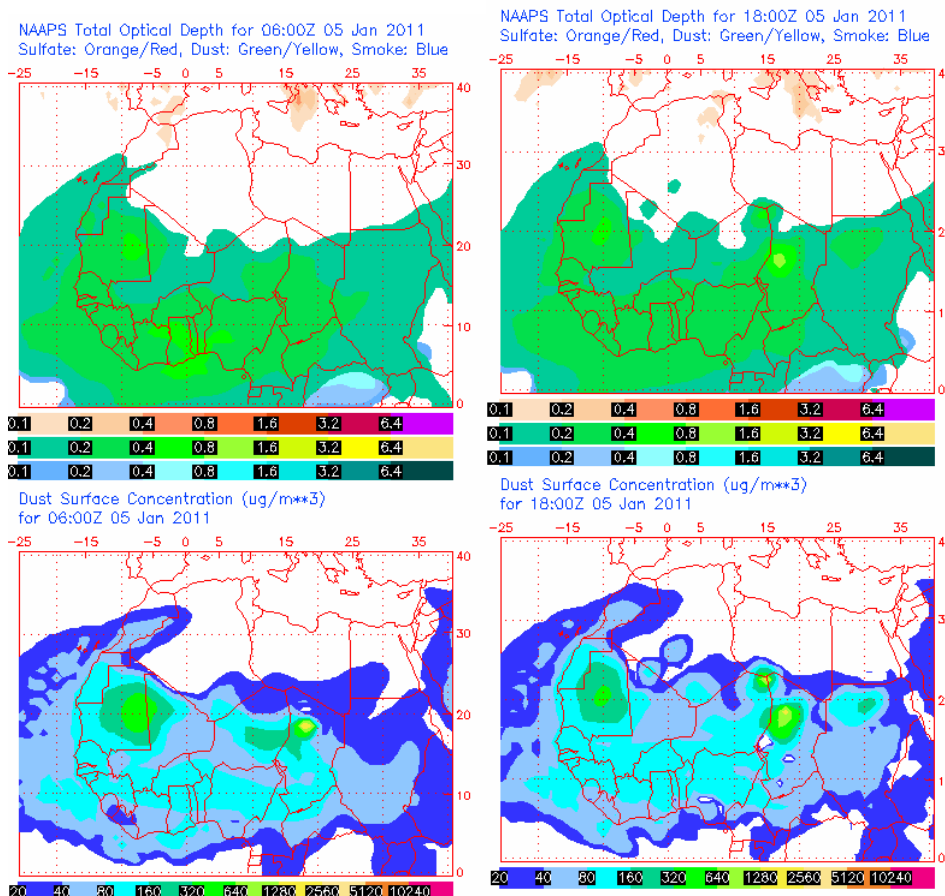 NAAPS Total Optical Depth for 06:00Z 05 Jan 2011
Sulfate: Orange/Red, Dust: Green/Yellow, Smoke: Blue
-25 -15 -5 0 5 15 25 35
40
30
20
10
0
0.1 0.2 0.4 0.8 1.6 3.2 6.4
0.1 0.2 0.4 0.8 1.6 3.2 6.4
0.1 0.2 0.4 0.8 1.6 3.2 6.4
NAAPS Total Optical Depth for 18:00Z 05 Jan 2011
Sulfate: Orange/Red, Dust: Green/Yellow, Smoke: Blue
-25 -15 -5 0 5 15 25 35
4
3
2
1
0
0.1 0.2 0.4 0.8 1.6 3.2 6.4
0.1 0.2 0.4 0.8 1.6 3.2 6.4
0.1 0.2 0.4 0.8 1.6 3.2 6.4
Dust Surface Concentration (ug/m**3)
for 06:00Z 05 Jan 2011
-25 -15 -5 0 5 15 25 35
40
30
20
10
0
20 40 80 160 320 640 1280 2560 5120 10240
Dust Surface Concentration (ug/m**3)
for 18:00Z 05 Jan 2011
-25 -15 -5 0 5 15 25 35
4
3
2
1
0
20 40 80 160 320 640 1280 2560 5120 10240